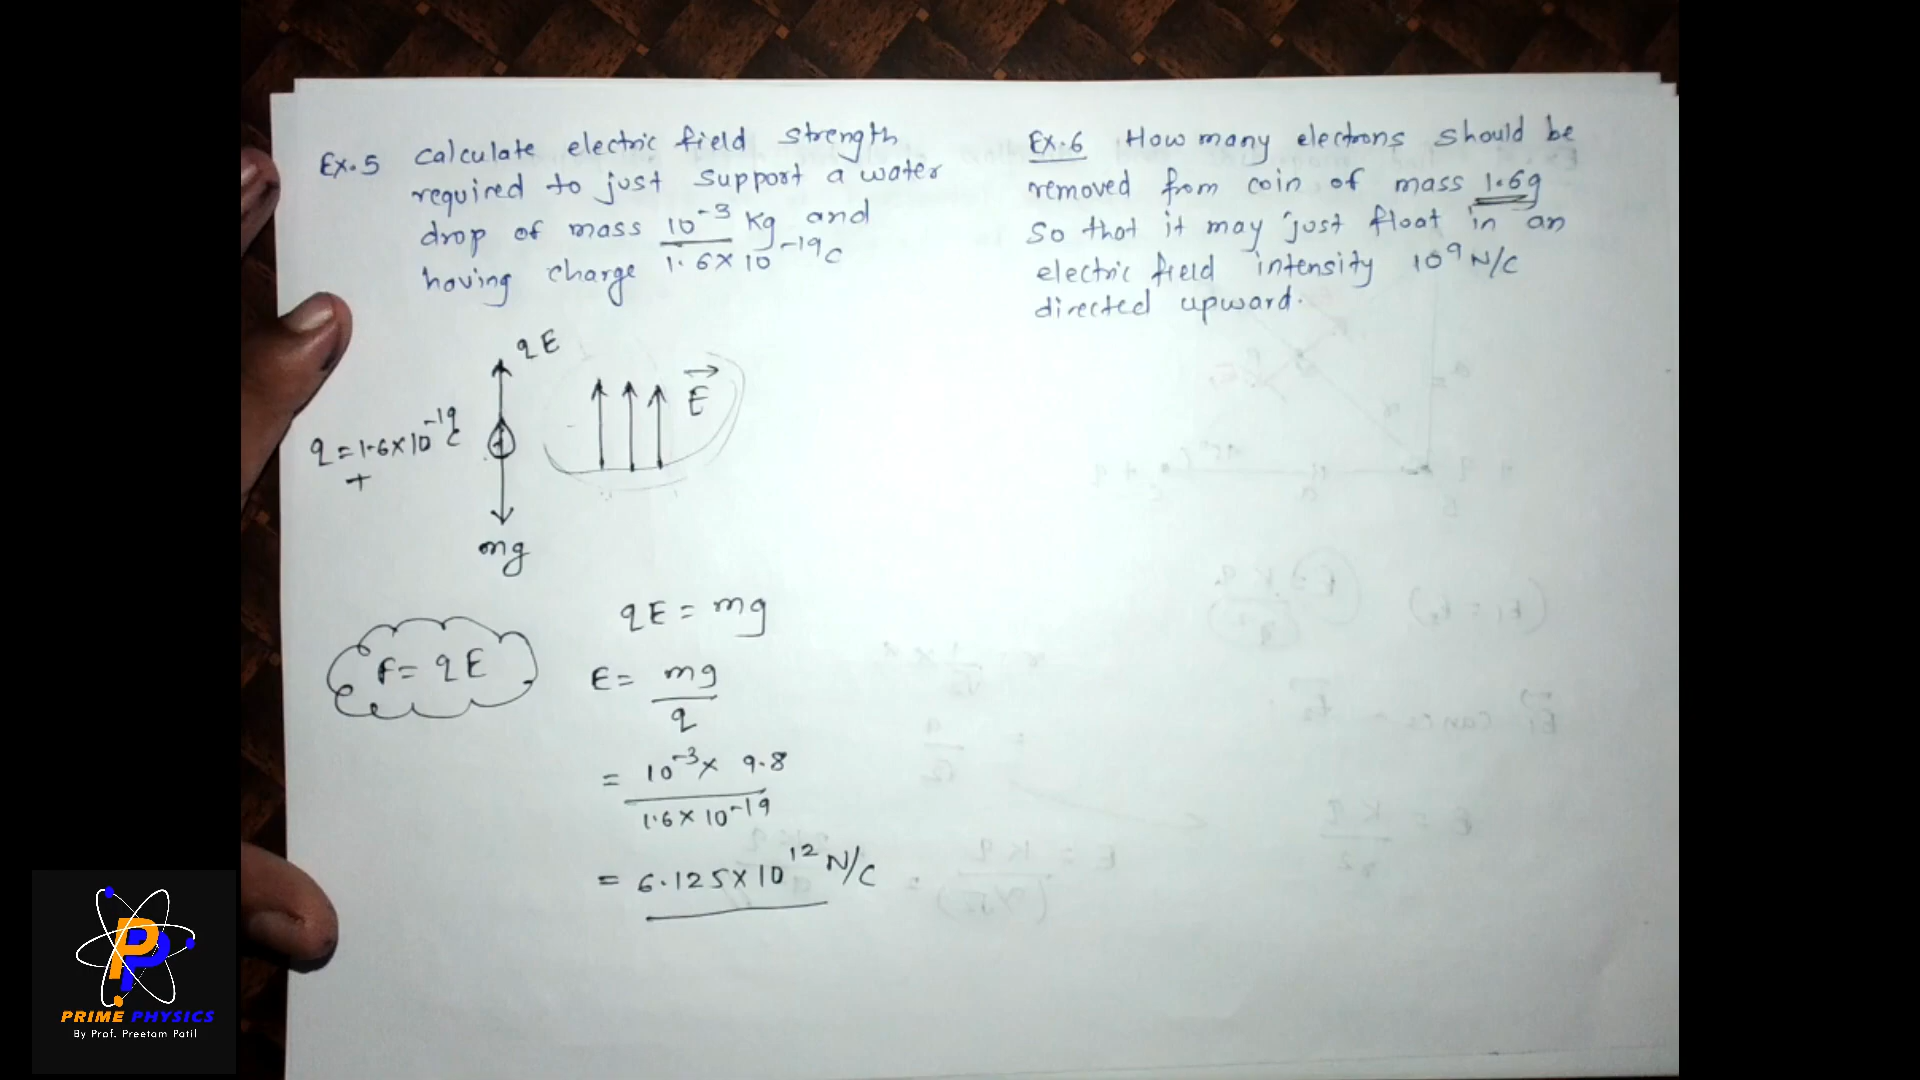 Ex.5 Calculate electric field strength
required to just support a water
drop of mass 10⁻³ kg and
having charge 1.6×10⁻¹⁹C
qE
E
q=1.6×10⁻¹⁹C
+
mg
F= qE
qE = mg
E= mg
q
= 10⁻³× 9.8
1.6×10⁻¹⁹
= 6.125×10¹² N/C
Ex.6 How many electrons should be
removed from coin of mass 1.6g
So that it may just float in an
electric field intensity 10⁹ N/C
directed upward.
PRIME PHYSICS
By Prof. Preetam Patil